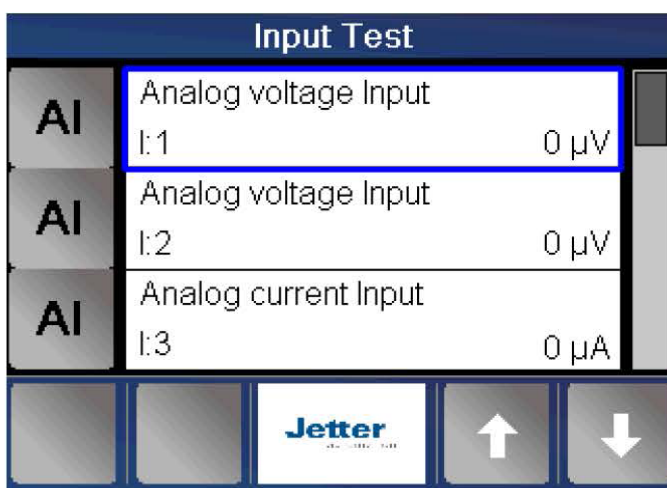 Input Test
AI
Analog voltage Input
I:1 0 µV
AI
Analog voltage Input
I:2 0 µV
AI
Analog current Input
I:3 0 µA
Jetter